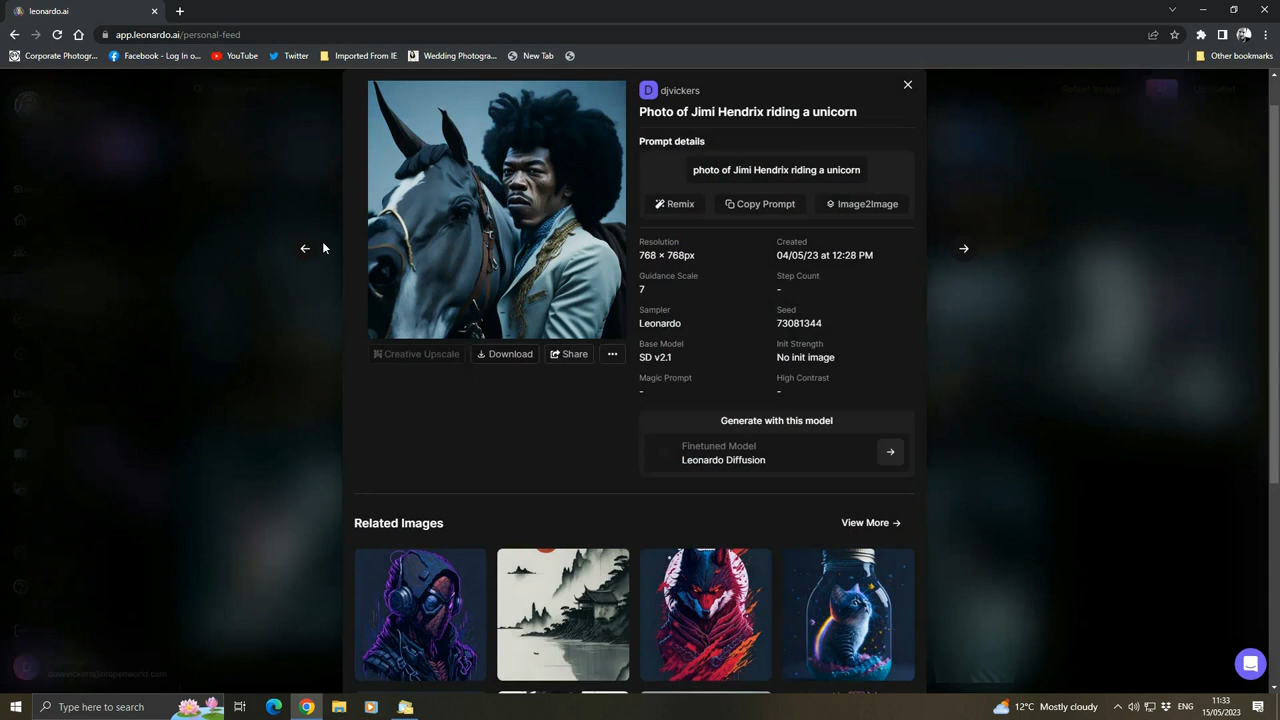 leonardo.ai
app.leonardo.ai/personal-feed
Corporate Photogr...
Facebook - Log In o...
YouTube
Twitter
Imported From IE
Wedding Photograp...
New Tab
Other bookmarks
D djvickers
Photo of Jimi Hendrix riding a unicorn
Prompt details
photo of Jimi Hendrix riding a unicorn
Remix
Copy Prompt
Image2Image
Resolution
768 × 768px
Created
04/05/23 at 12:28 PM
Guidance Scale
7
Step Count
-
Sampler
Leonardo
Seed
73081344
Base Model
SD v2.1
Init Strength
No init image
Magic Prompt
-
High Contrast
-
Creative Upscale
Download
Share
Generate with this model
Finetuned Model
Leonardo Diffusion
Related Images
View More
Type here to search
12°C Mostly cloudy
ENG
11:33
15/05/2023